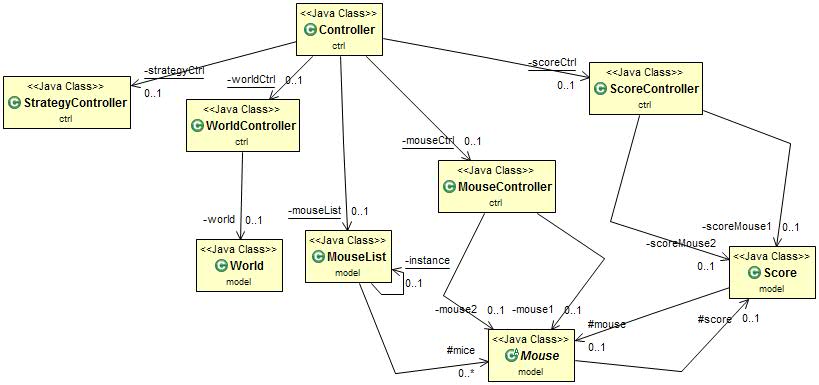 <<Java Class>>
C Controller
ctrl
-strategyCtrl
0..1
-worldCtrl
0..1
-scoreCtrl
0..1
<<Java Class>>
C StrategyController
ctrl
<<Java Class>>
C WorldController
ctrl
<<Java Class>>
C ScoreController
ctrl
-mouseCtrl
0..1
<<Java Class>>
C MouseController
ctrl
-world
0..1
-mouseList
0..1
-scoreMouse1
0..1
-scoreMouse2
0..1
<<Java Class>>
C World
model
<<Java Class>>
C MouseList
model
-instance
0..1
<<Java Class>>
C Score
model
-mouse2
0..1
-mouse1
0..1
#mouse
0..1
#score
0..1
#mice
0..*
<<Java Class>>
C A Mouse
model